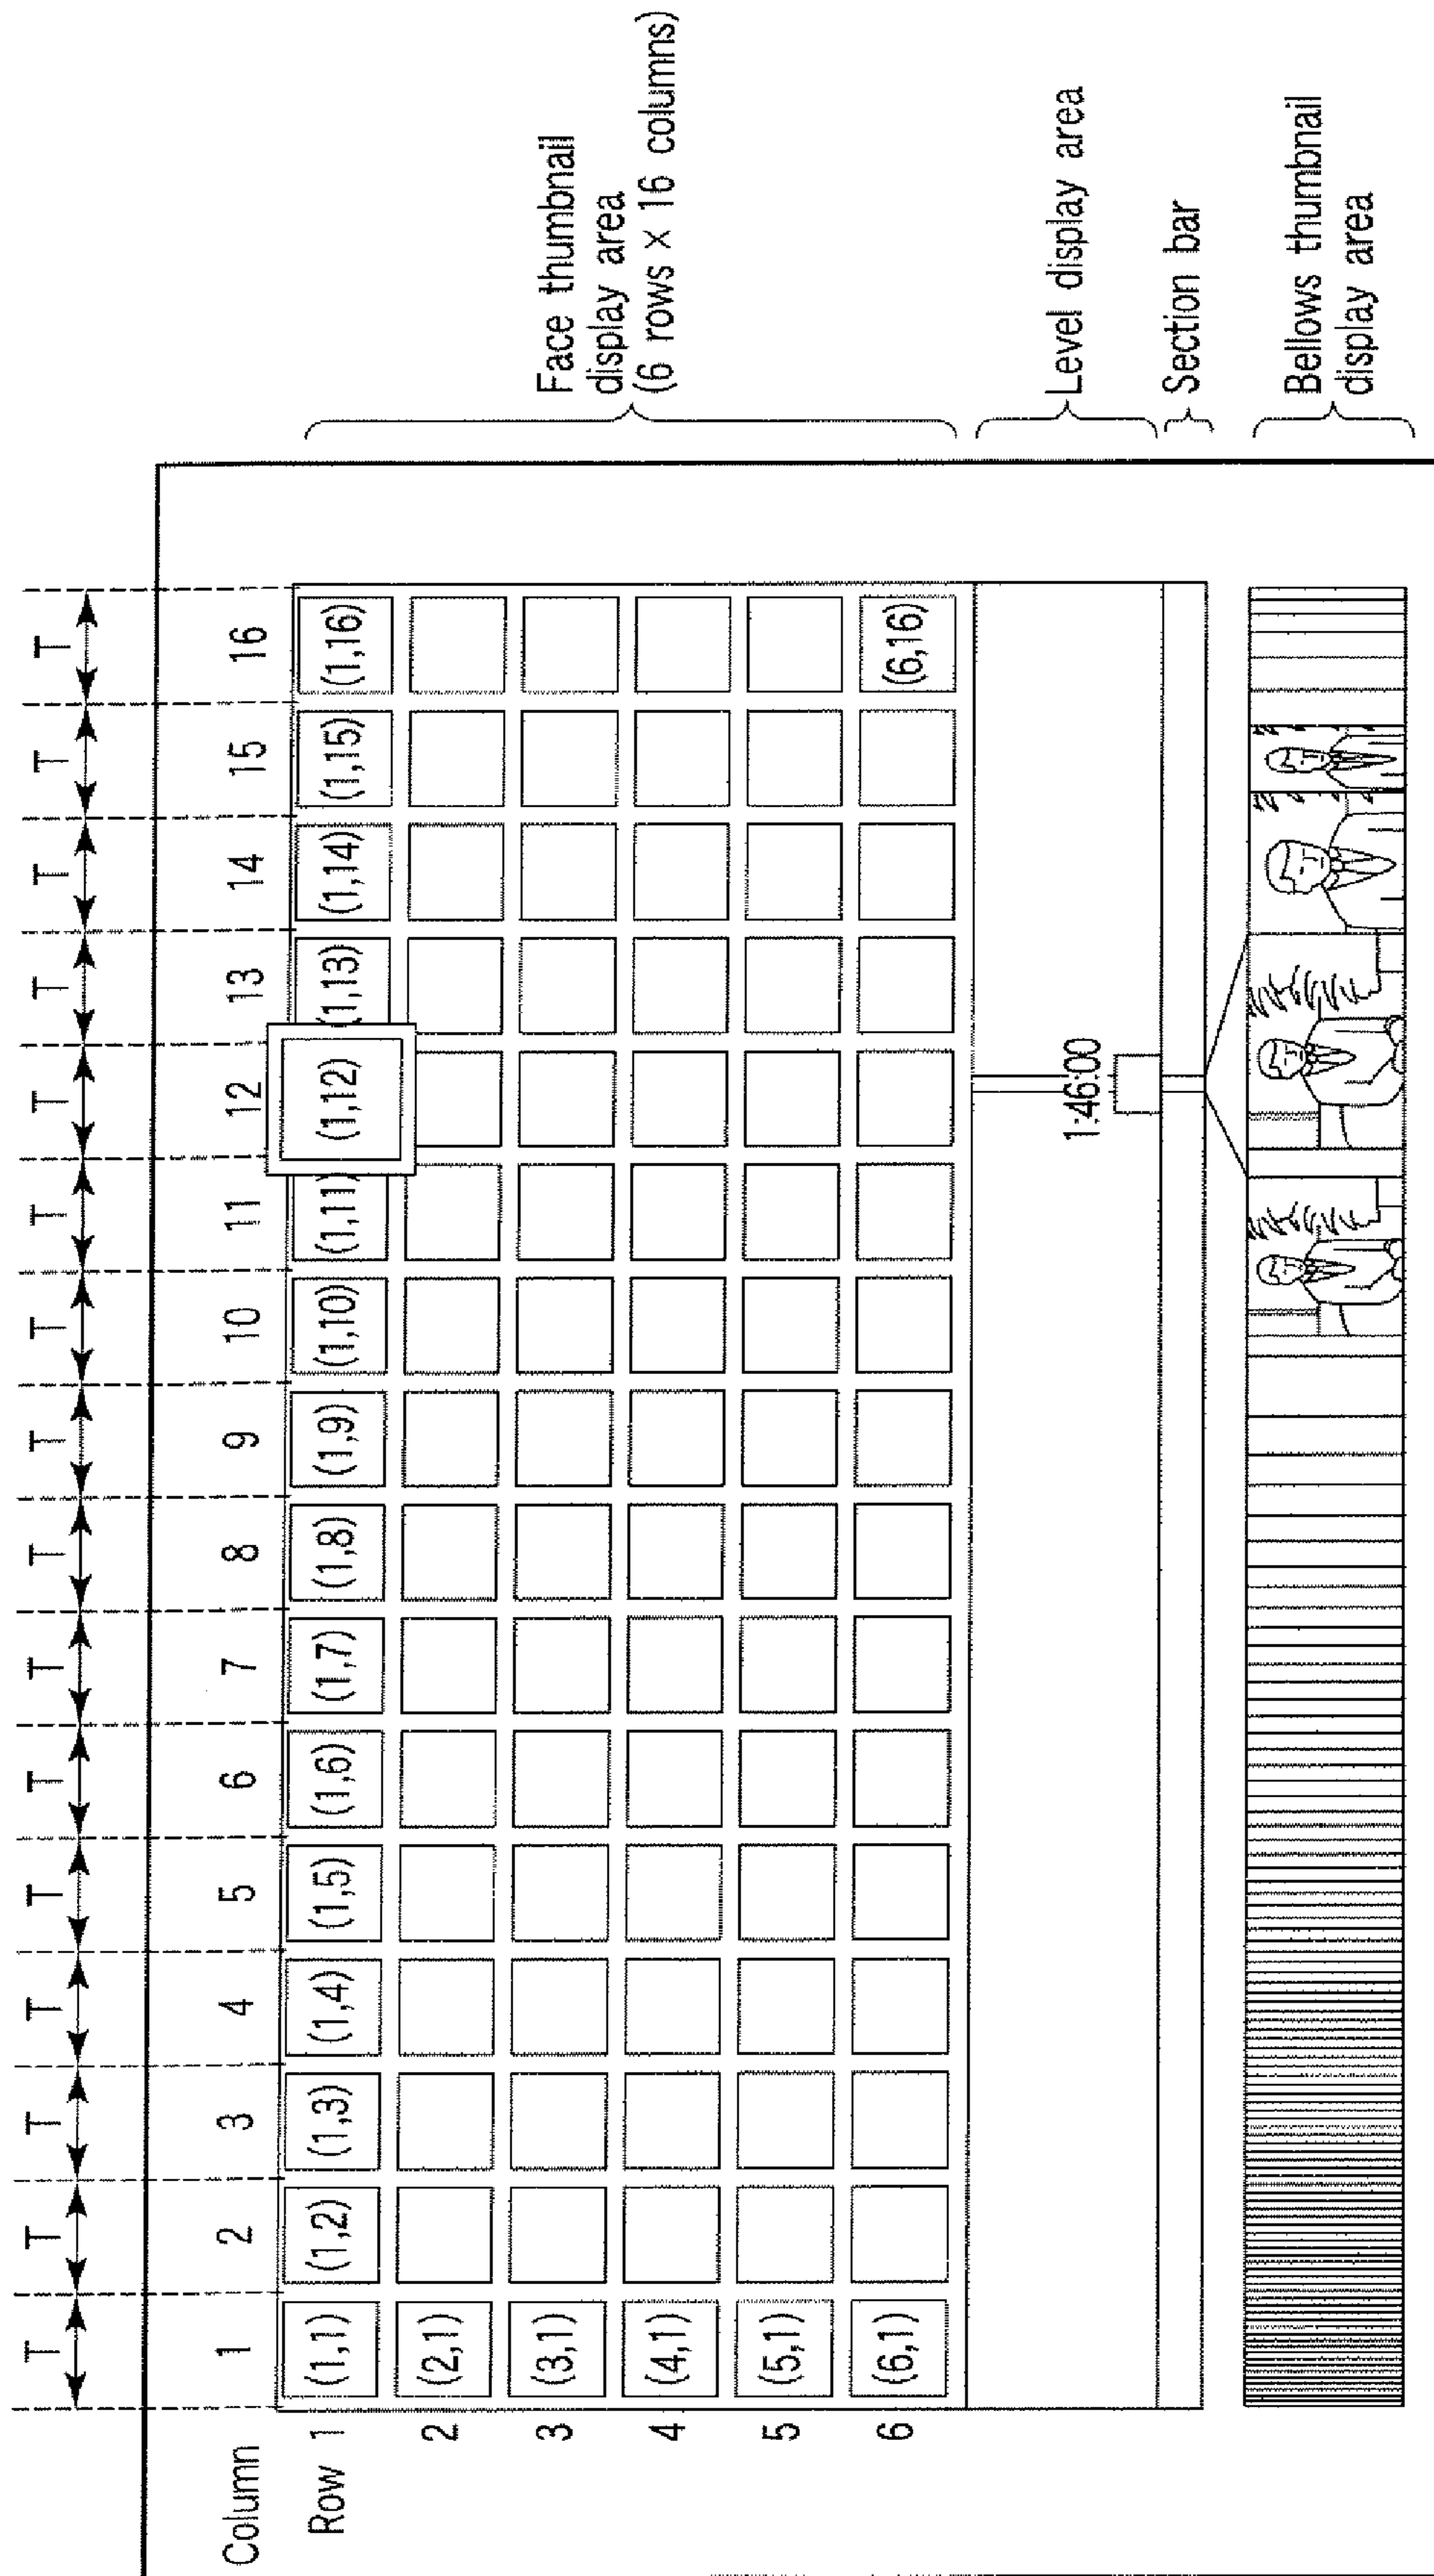 T T T T T T T T T T T T T T T T
Column 1 2 3 4 5 6 7 8 9 10 11 12 13 14 15 16
Row 1 (1,1) (1,2) (1,3) (1,4) (1,5) (1,6) (1,7) (1,8) (1,9) (1,10) (1,11) (1,12) (1,13) (1,14) (1,15) (1,16)
2 (2,1)
3 (3,1)
4 (4,1)
5 (5,1)
6 (6,1) (6,16)
Face thumbnail
display area
(6 rows × 16 columns)
1:46:00
Level display area
Section bar
Bellows thumbnail
display area